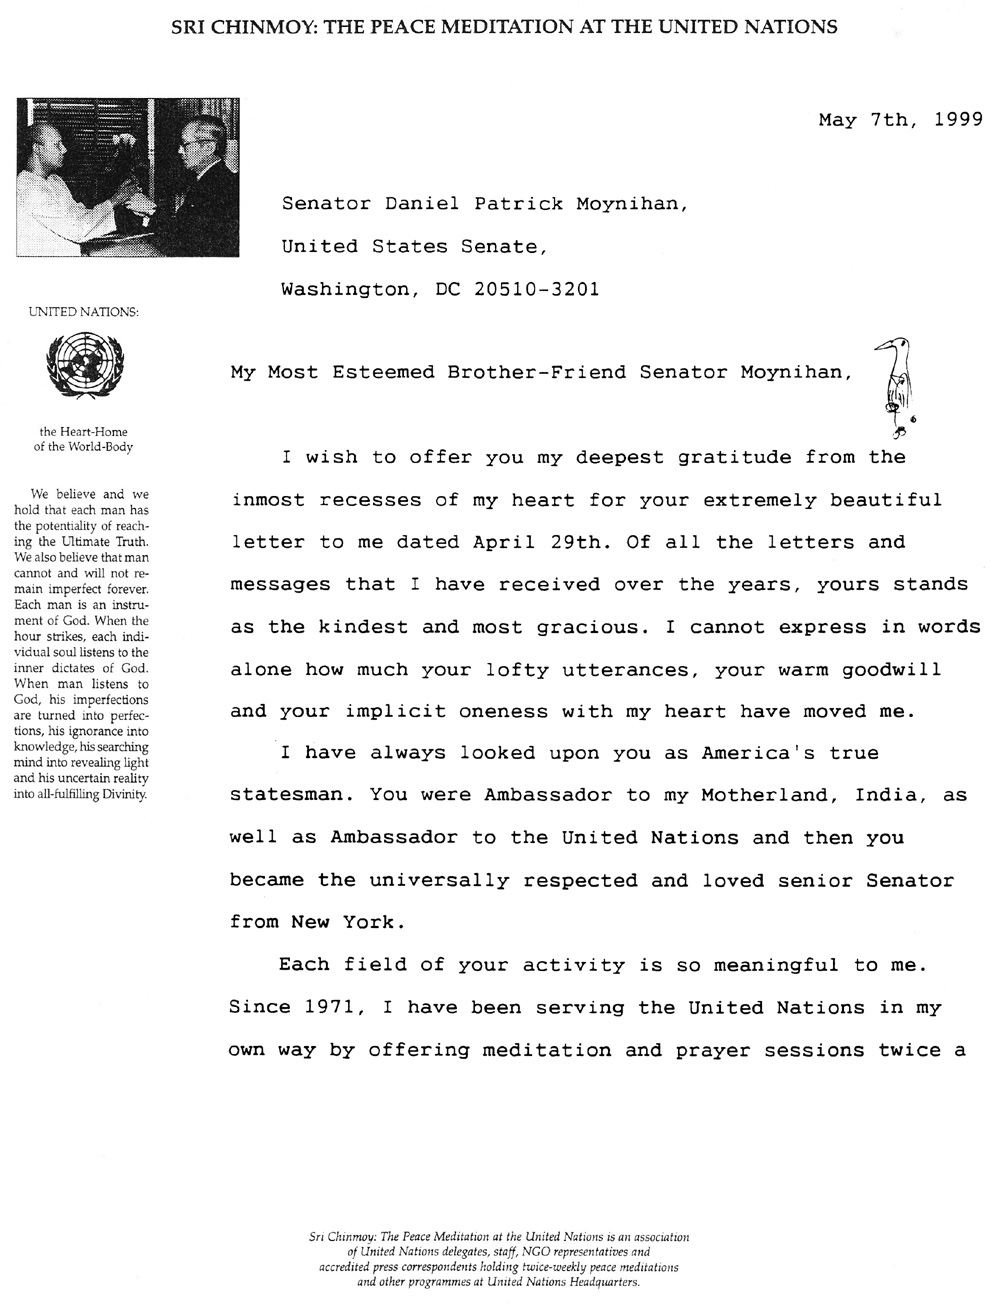 SRI CHINMOY: THE PEACE MEDITATION AT THE UNITED NATIONS
May 7th, 1999
Senator Daniel Patrick Moynihan,
United States Senate,
Washington, DC 20510-3201
UNITED NATIONS:
the Heart-Home
of the World-Body
We believe and we
hold that each man has
the potentiality of reach-
ing the Ultimate Truth.
We also believe that man
cannot and will not re-
main imperfect forever.
Each man is an instru-
ment of God. When the
hour strikes, each indi-
vidual soul listens to the
inner dictates of God.
When man listens to
God, his imperfections
are turned into perfec-
tions, his ignorance into
knowledge, his searching
mind into revealing light
and his uncertain reality
into all-fulfilling Divinity.
My Most Esteemed Brother-Friend Senator Moynihan,
I wish to offer you my deepest gratitude from the
inmost recesses of my heart for your extremely beautiful
letter to me dated April 29th. Of all the letters and
messages that I have received over the years, yours stands
as the kindest and most gracious. I cannot express in words
alone how much your lofty utterances, your warm goodwill
and your implicit oneness with my heart have moved me.
I have always looked upon you as America's true
statesman. You were Ambassador to my Motherland, India, as
well as Ambassador to the United Nations and then you
became the universally respected and loved senior Senator
from New York.
Each field of your activity is so meaningful to me.
Since 1971, I have been serving the United Nations in my
own way by offering meditation and prayer sessions twice a
Sri Chinmoy: The Peace Meditation at the United Nations is an association
of United Nations delegates, staff, NGO representatives and
accredited press correspondents holding twice-weekly peace meditations
and other programmes at United Nations Headquarters.